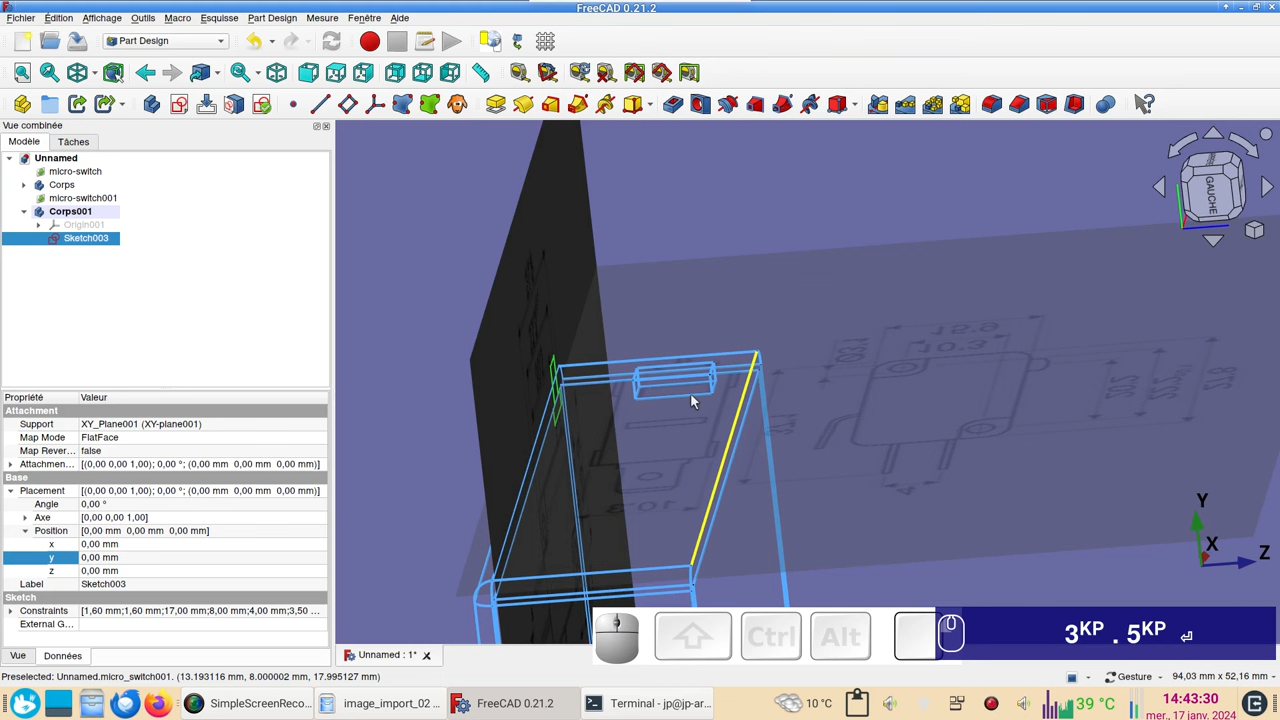 FreeCAD 0.21.2
Fichier Édition Affichage Outils Macro Esquisse Part Design Mesure Fenêtre Aide
Part Design
Vue combinée
Modèle Tâches
Unnamed
micro-switch
Corps
micro-switch001
Corps001
Origin001
Sketch003
GAUCHE
15.9
10.3
Propriété Valeur
Attachment
Support XY_Plane001 (XY-plane001)
Map Mode FlatFace
Map Rever... false
Attachmen... [(0,00 0,00 1,00); 0,00 °; (0,00 mm 0,00 mm 0,00 mm)]
Base
Placement [(0,00 0,00 1,00); 0,00 °; (0,00 mm 0,00 mm 0,00 mm)]
Angle 0,00 °
Axe [0,00 0,00 1,00]
Position [0,00 mm 0,00 mm 0,00 mm]
x 0,00 mm
y 0,00 mm
z 0,00 mm
Label Sketch003
Sketch
Constraints [1,60 mm;1,60 mm;17,00 mm;8,00 mm;4,00 mm;3,50 ...
External G...
Y
X
Z
Ctrl Alt
3KP . 5KP ⏎
Vue Données
Unnamed : 1*
Preselected: Unnamed.micro_switch001. (13.193116 mm, 8.000002 mm, 17.995127 mm)
Gesture
94,03 mm x 52,16 mm
SimpleScreenReco...
image_import_02 ...
FreeCAD 0.21.2
Terminal - jp@jp-ar...
10 °C
39 °C
14:43:30
mer., 17 janv. 2024